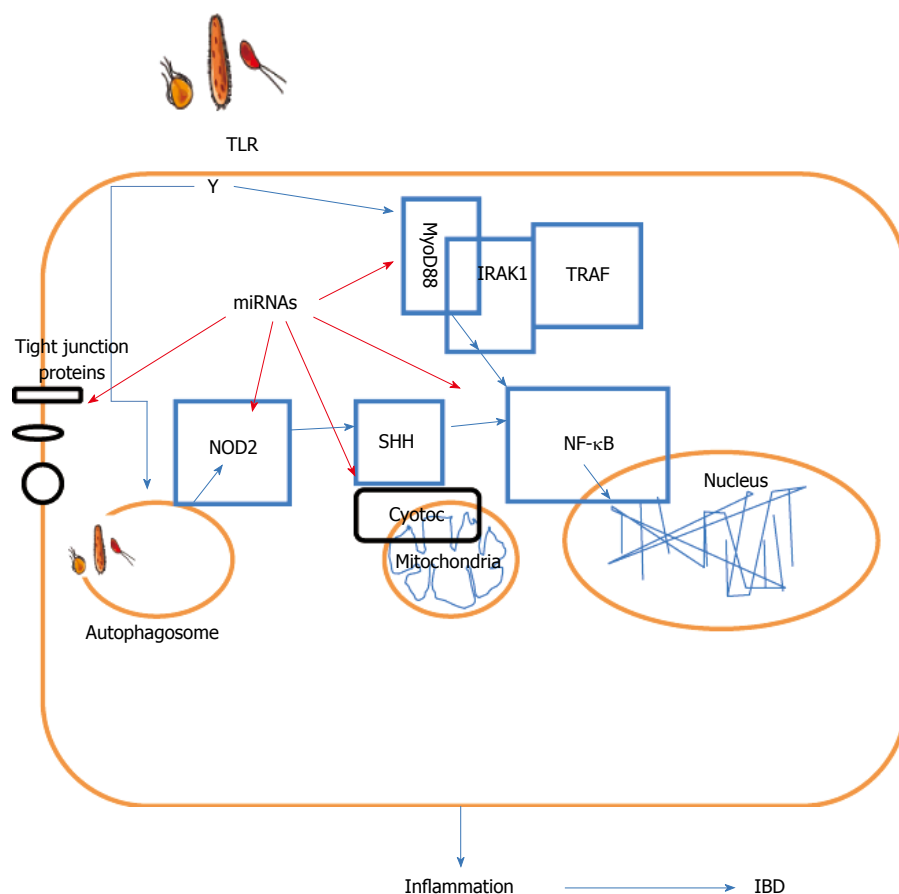 TLR
Y
MyoD88
IRAK1
TRAF
miRNAs
Tight junction
proteins
NOD2
SHH
NF-κB
Nucleus
Cyotoc
Mitochondria
Autophagosome
Inflammation
IBD